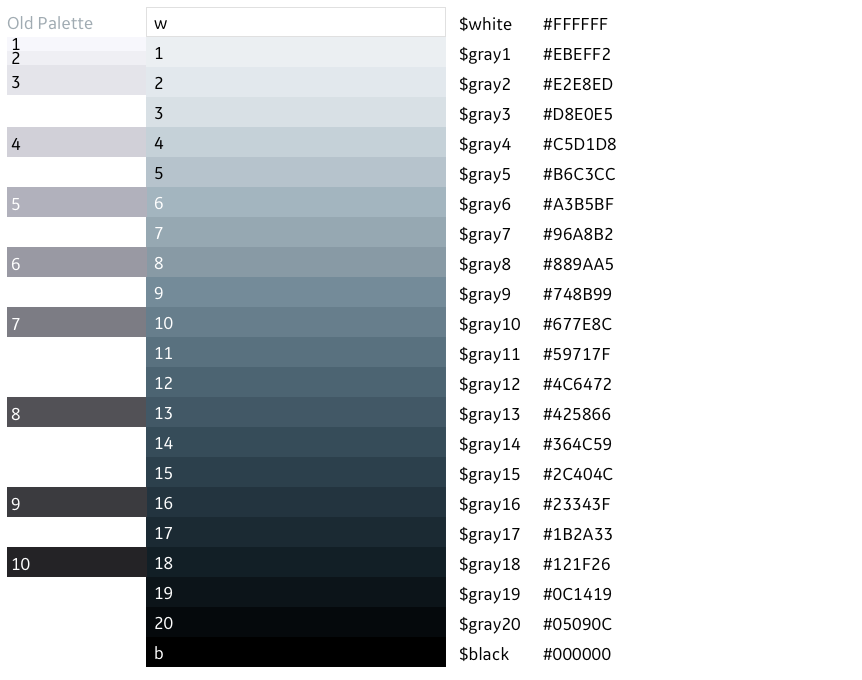 Old Palette w $white #FFFFFF
1 1 $gray1 #EBEFF2
2 2 $gray2 #E2E8ED
3 3 $gray3 #D8E0E5
4 4 $gray4 #C5D1D8
5 $gray5 #B6C3CC
5 6 $gray6 #A3B5BF
7 $gray7 #96A8B2
6 8 $gray8 #889AA5
9 $gray9 #748B99
7 10 $gray10 #677E8C
11 $gray11 #59717F
12 $gray12 #4C6472
8 13 $gray13 #425866
14 $gray14 #364C59
15 $gray15 #2C404C
9 16 $gray16 #23343F
17 $gray17 #1B2A33
10 18 $gray18 #121F26
19 $gray19 #0C1419
20 $gray20 #05090C
b $black #000000